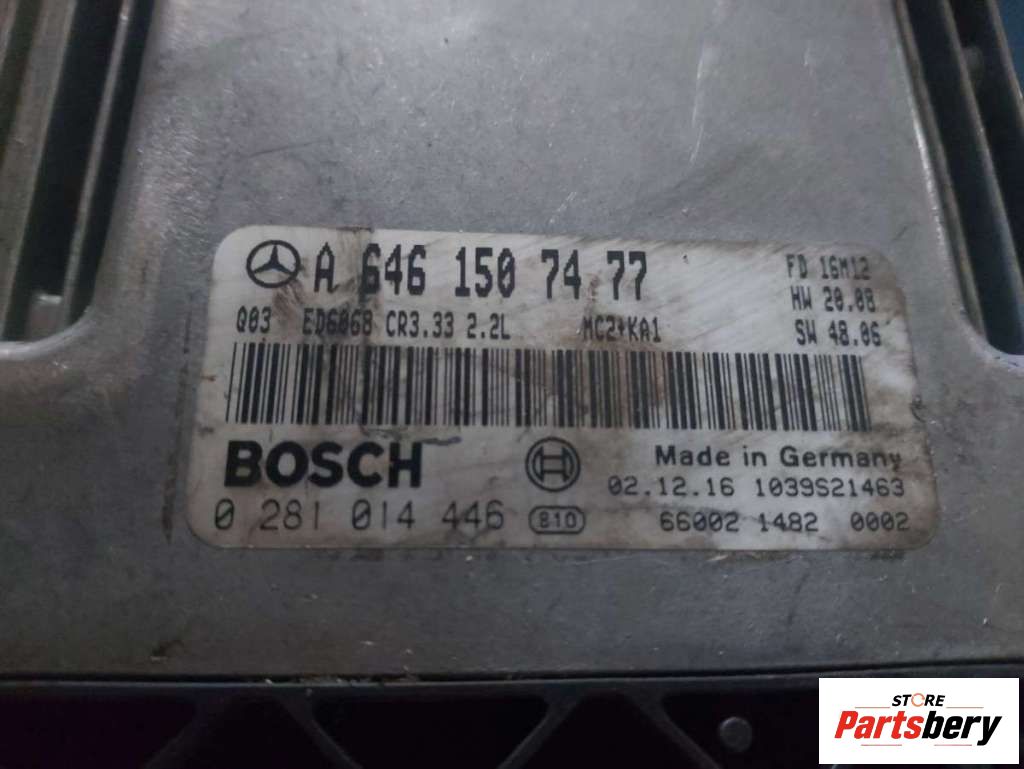 A 646 150 74 77
FD 16M12
HW 20.08
Q03 ED6068 CR3.33 2.2L MC2+KA1
SW 48.06
BOSCH
Made in Germany
02.12.16 1039S21463
0 281 014 446 810
66002 1482 0002
STORE
Partsbery